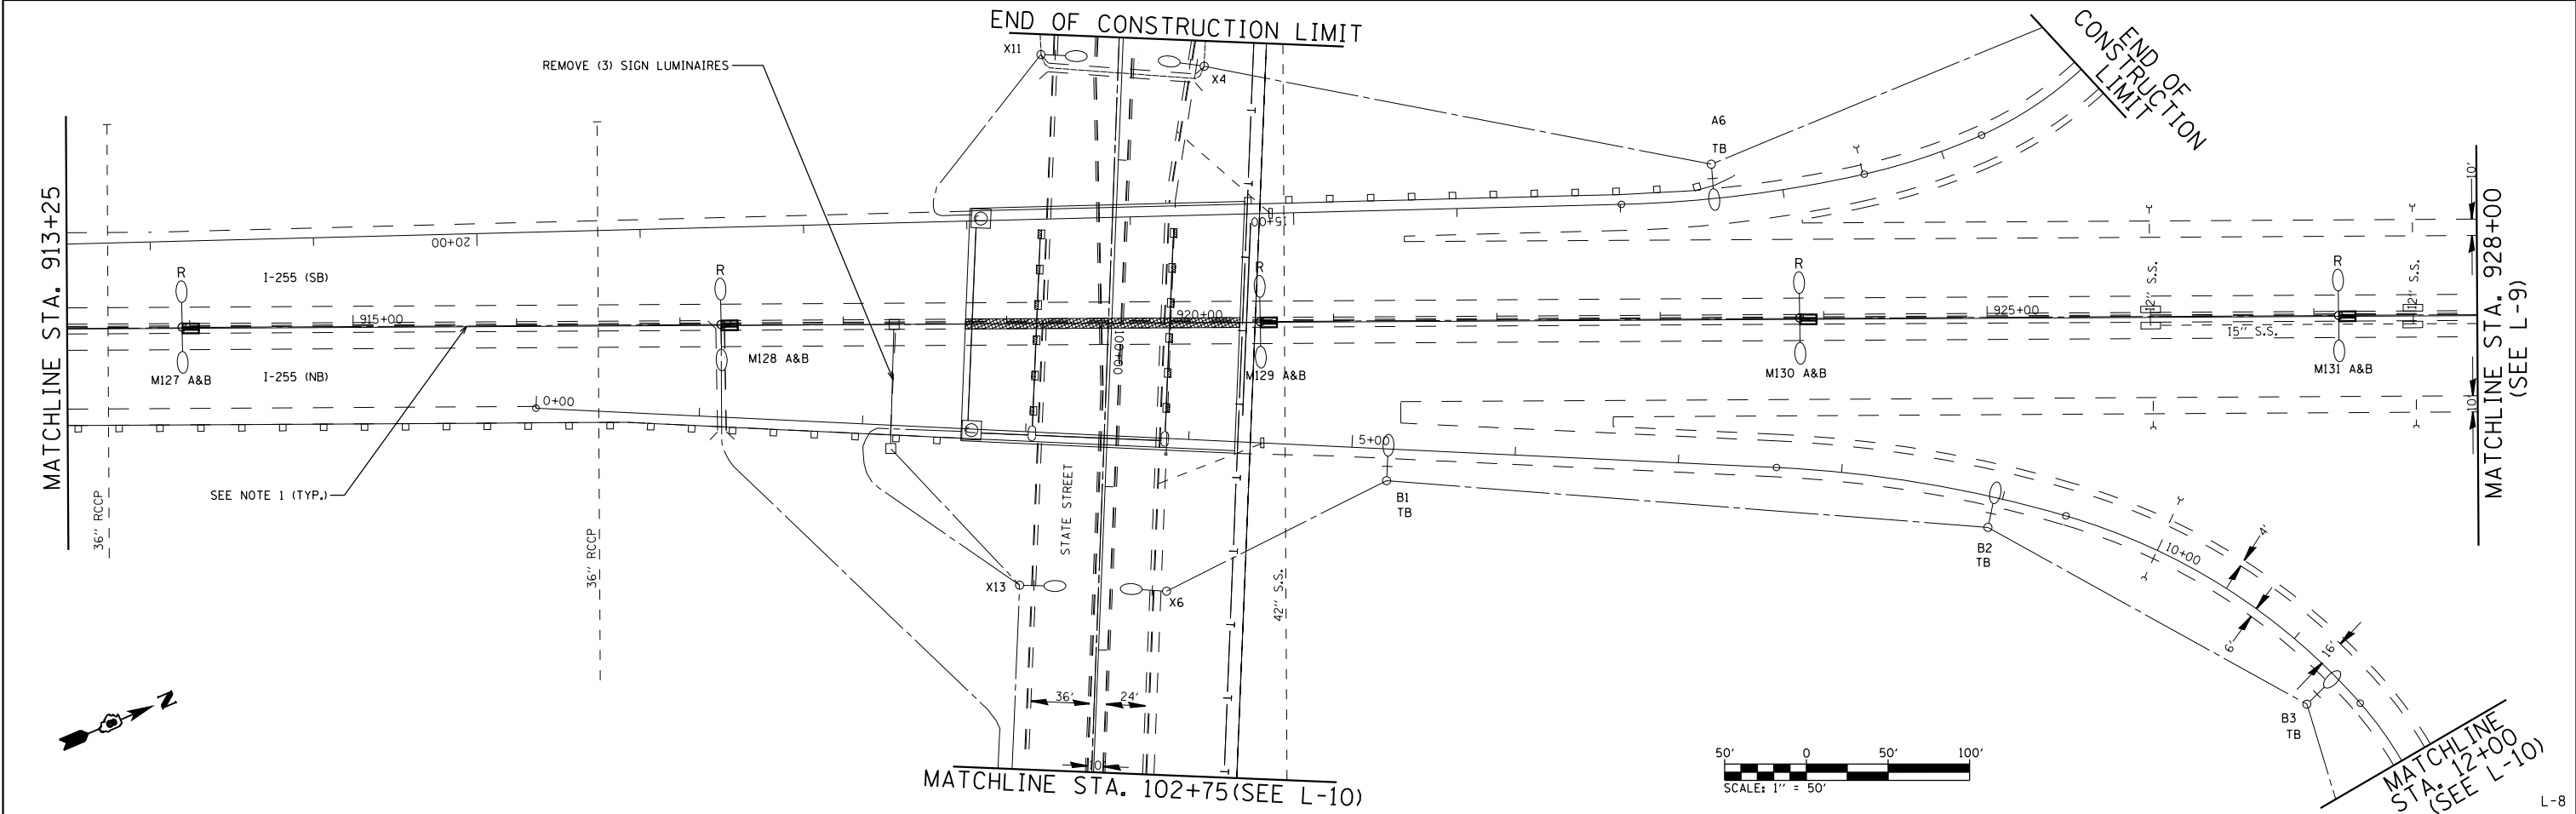 END OF CONSTRUCTION LIMIT
X11
X4
REMOVE (3) SIGN LUMINAIRES
END OF
CONSTRUCTION
LIMIT
A6
TB
MATCHLINE STA. 913+25
20+00
15+00
10'
I-255 (SB)
R
R
R
R
R
915+00
920+00
925+00
12" S.S.
12" S.S.
15" S.S.
100+00
M127 A&B
M128 A&B
M129 A&B
M130 A&B
M131 A&B
I-255 (NB)
0+00
5+00
10'
MATCHLINE STA. 928+00
(SEE L-9)
SEE NOTE 1 (TYP.)
36" RCCP
36" RCCP
STATE STREET
B1
TB
B2
TB
10+00
4'
6'
16'
X13
X6
42" S.S.
36'
24'
10'
B3
TB
N
50'
0
50'
100'
SCALE: 1" = 50'
MATCHLINE STA. 102+75(SEE L-10)
MATCHLINE
STA. 12+00
(SEE L-10)
L-8